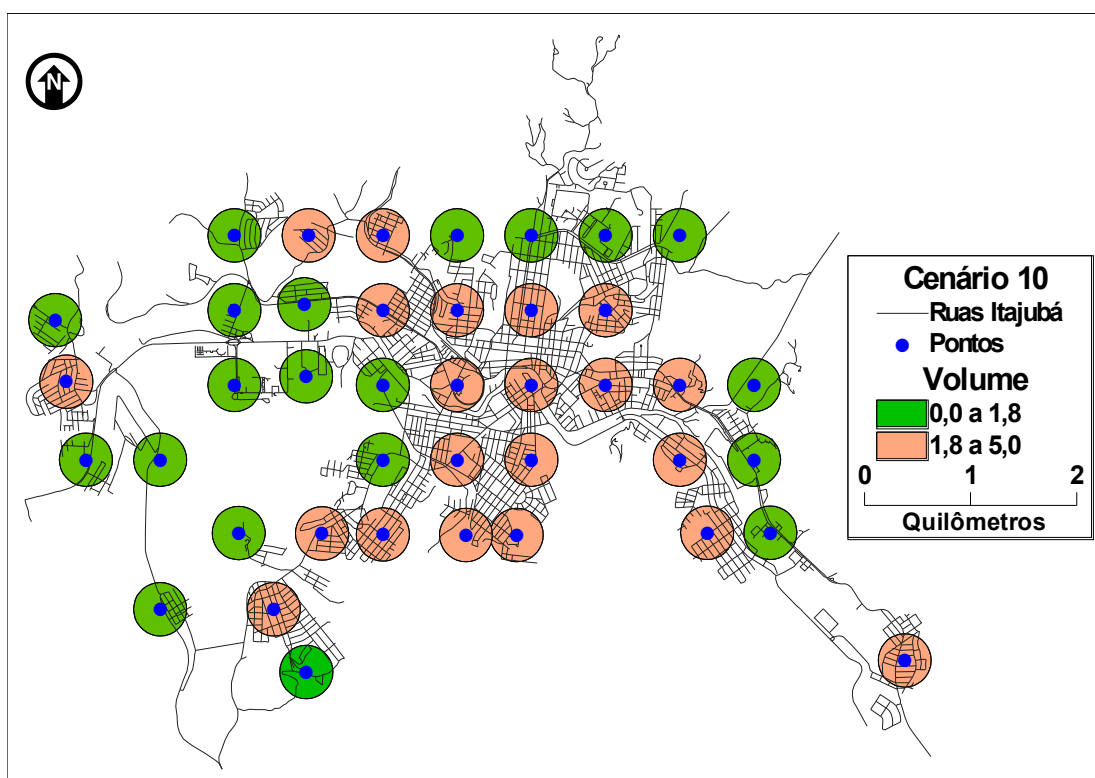 N
Cenário 10
Ruas Itajubá
Pontos
Volume
0,0 a 1,8
1,8 a 5,0
0 1 2
Quilômetros